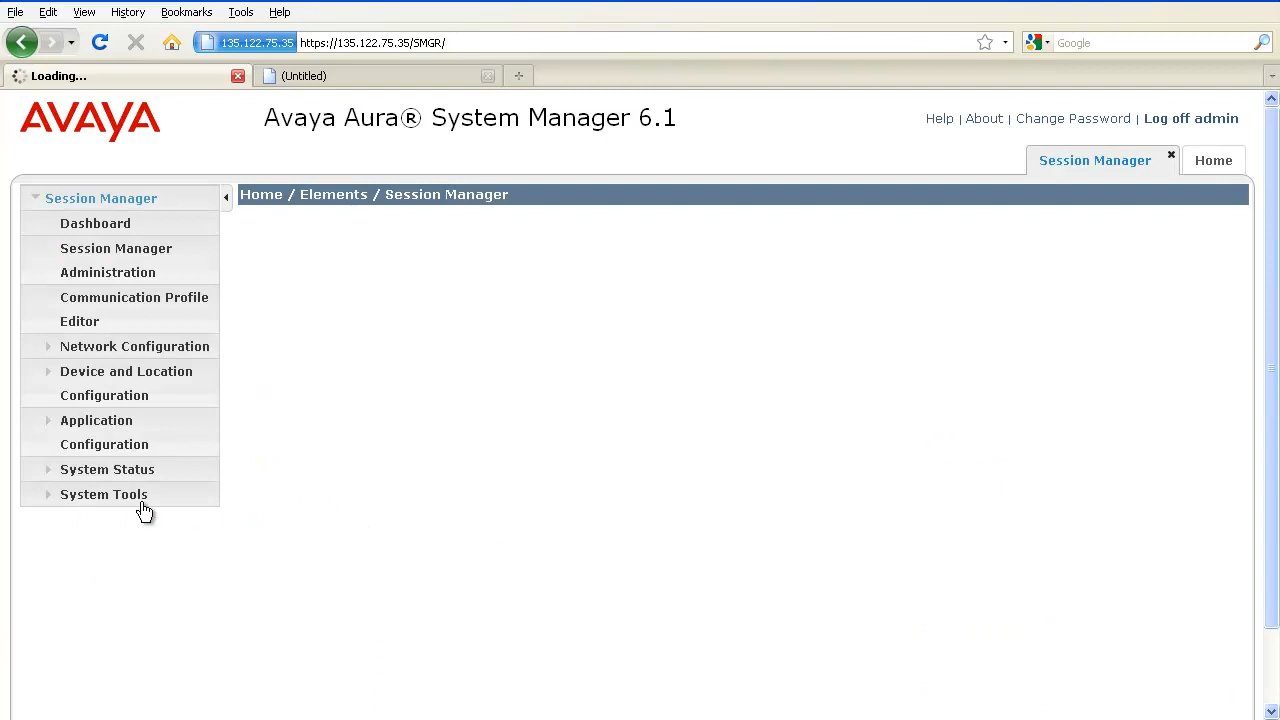 File Edit View History Bookmarks Tools Help
135.122.75.35 https://135.122.75.35/SMGR/ Google
Loading... (Untitled)
AVAYA Avaya Aura® System Manager 6.1 Help | About | Change Password | Log off admin
Session Manager Home
Session Manager
Home / Elements / Session Manager
Dashboard
Session Manager
Administration
Communication Profile
Editor
Network Configuration
Device and Location
Configuration
Application
Configuration
System Status
System Tools